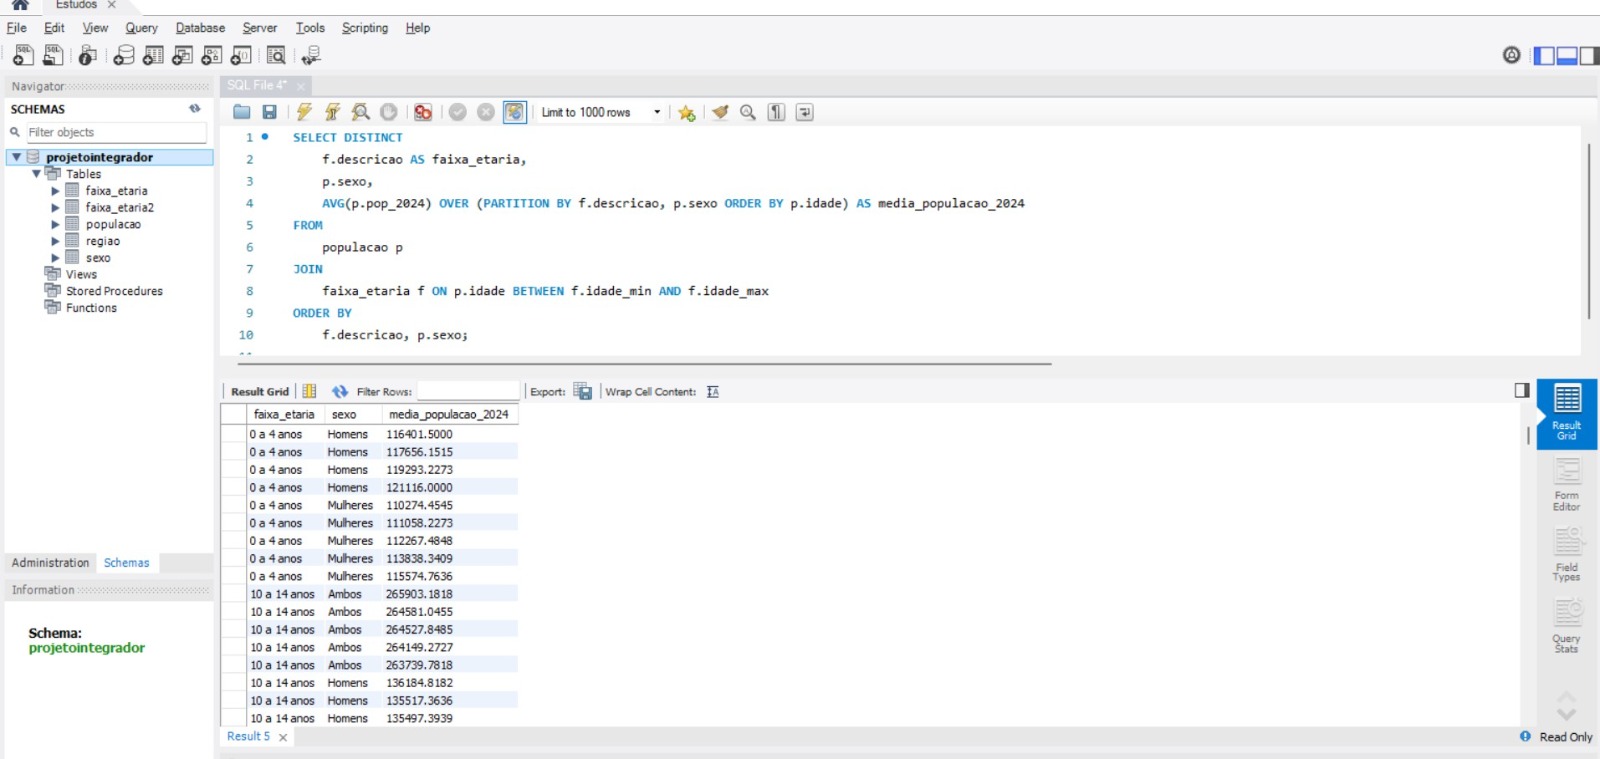 Estudos
File Edit View Query Database Server Tools Scripting Help
Navigator
SCHEMAS
Filter objects
projetointegrador
Tables
faixa_etaria
faixa_etaria2
populacao
regiao
sexo
Views
Stored Procedures
Functions
Administration Schemas
Information
Schema:
projetointegrador
SQL File 4*
Limit to 1000 rows
1 SELECT DISTINCT
2 f.descricao AS faixa_etaria,
3 p.sexo,
4 AVG(p.pop_2024) OVER (PARTITION BY f.descricao, p.sexo ORDER BY p.idade) AS media_populacao_2024
5 FROM
6 populacao p
7 JOIN
8 faixa_etaria f ON p.idade BETWEEN f.idade_min AND f.idade_max
9 ORDER BY
10 f.descricao, p.sexo;
Result Grid Filter Rows: Export: Wrap Cell Content:
faixa_etaria sexo media_populacao_2024
0 a 4 anos Homens 116401.5000
0 a 4 anos Homens 117656.1515
0 a 4 anos Homens 119293.2273
0 a 4 anos Homens 121116.0000
0 a 4 anos Mulheres 110274.4545
0 a 4 anos Mulheres 111058.2273
0 a 4 anos Mulheres 112267.4848
0 a 4 anos Mulheres 113838.3409
0 a 4 anos Mulheres 115574.7636
10 a 14 anos Ambos 265903.1818
10 a 14 anos Ambos 264581.0455
10 a 14 anos Ambos 264527.8485
10 a 14 anos Ambos 264149.2727
10 a 14 anos Ambos 263739.7818
10 a 14 anos Homens 136184.8182
10 a 14 anos Homens 135517.3636
10 a 14 anos Homens 135497.3939
Result 5
Result
Grid
Form
Editor
Field
Types
Query
Stats
Read Only